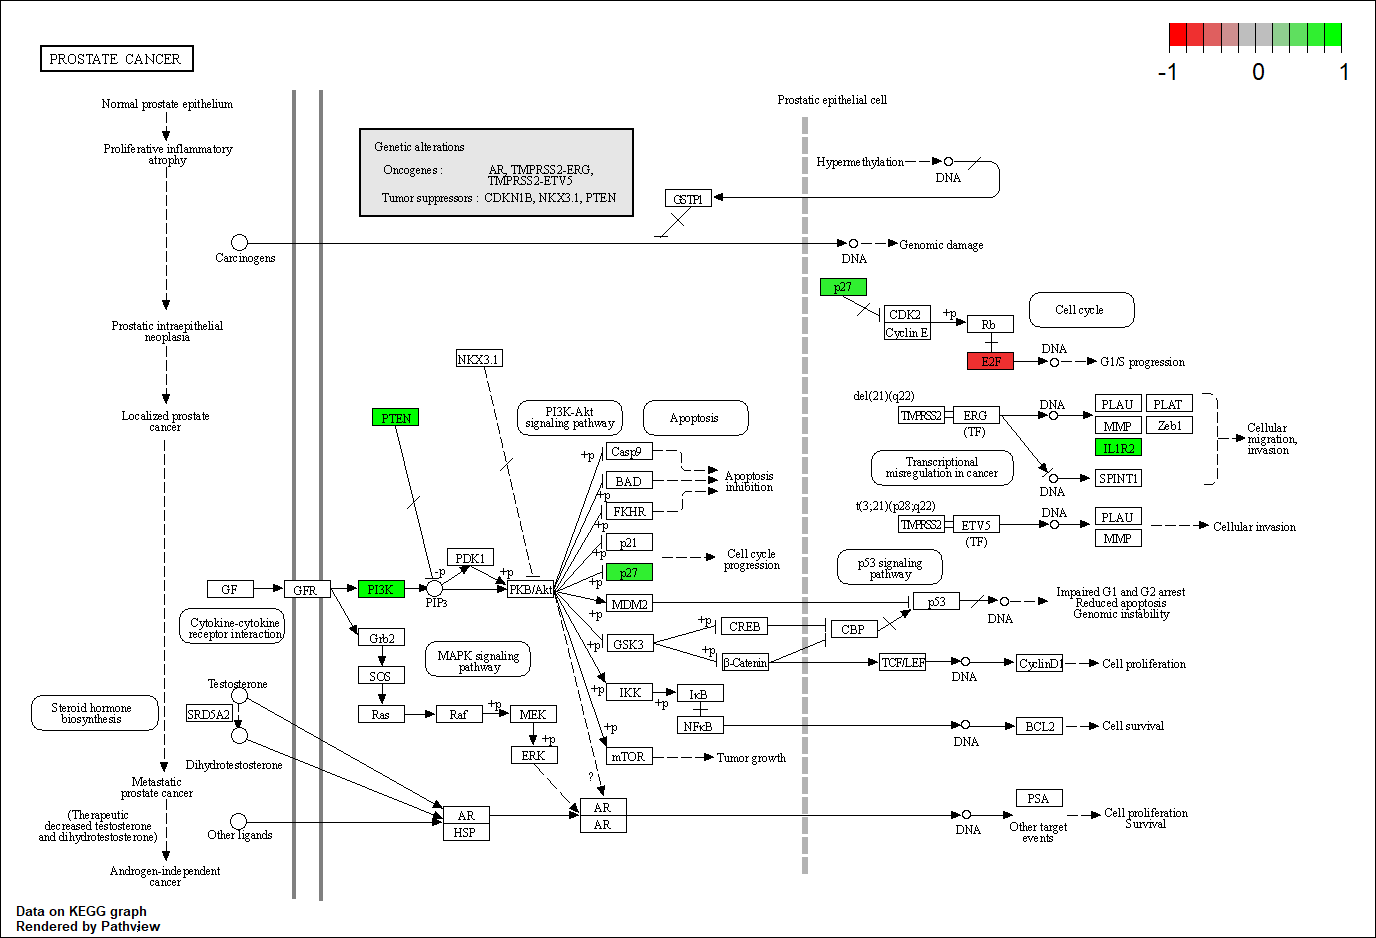 PROSTATE CANCER
-1
0
1
Normal prostate epithelium
Proliferative inflammatory
atrophy
Prostatic intraepithelial
neoplasia
Localized prostate
cancer
Metastatic
prostate cancer
(Therapeutic
decreased testosterone
and dihydrotestosterone)
Androgen-independent
cancer
Genetic alterations
Oncogenes : AR, TMPRSS2-ERG,
TMPRSS2-ETV5
Tumor suppressors : CDKN1B, NKX3.1, PTEN
Prostatic epithelial cell
Hypermethylation
DNA
GSTP1
Carcinogens
DNA
Genomic damage
p27
CDK2
Cyclin E
+p
Rb
E2F
Cell cycle
DNA
G1/S progression
NKX3.1
PTEN
PI3K-Akt
signaling pathway
Apoptosis
del(21)(q22)
TMPRSS2
ERG
(TF)
DNA
PLAU
PLAT
MMP
Zeb1
IL1R2
Cellular
migration,
invasion
Transcriptional
misregulation in cancer
DNA
SPINT1
t(3;21)(p28;q22)
TMPRSS2
ETV5
(TF)
DNA
PLAU
MMP
Cellular invasion
+p
Casp9
BAD
+p
FKHR
+p
p21
+p
p27
+p
MDM2
+p
GSK3
+p
IKK
+p
mTOR
+p
Apoptosis
inhibition
Cell cycle
progression
GF
GFR
PI3K
PIP3
-p
PDK1
+p
PKB/Akt
p53 signaling
pathway
p53
DNA
Impaired G1 and G2 arrest
Reduced apoptosis
Genomic instability
Cytokine-cytokine
receptor interaction
Grb2
SOS
Ras
Raf
+p
MEK
+p
ERK
MAPK signaling
pathway
+p
CREB
CBP
+p
β-Catenin
TCF/LEF
DNA
CyclinD1
Cell proliferation
+p
IκB
NFκB
DNA
BCL2
Cell survival
Tumor growth
Steroid hormone
biosynthesis
Testosterone
SRD5A2
Dihydrotestosterone
Other ligands
AR
HSP
?
AR
AR
DNA
PSA
Other target
events
Cell proliferation
Survival
Data on KEGG graph
Rendered by Pathview